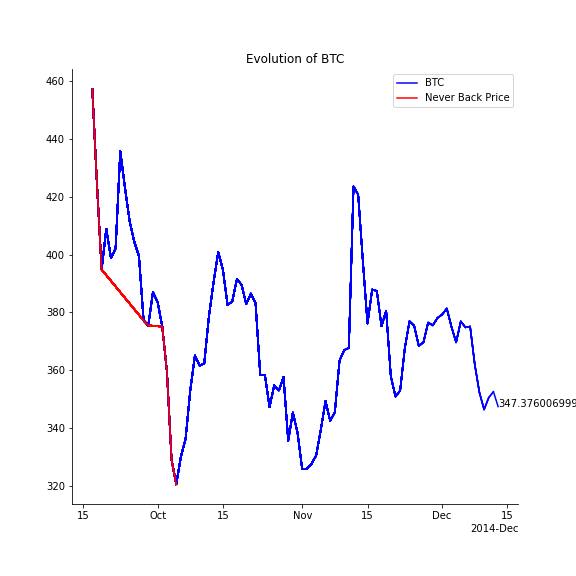 Evolution of BTC
BTC
Never Back Price
460
440
420
400
380
360
340
320
347.376006999
15
Oct
15
Nov
15
Dec
15
2014-Dec